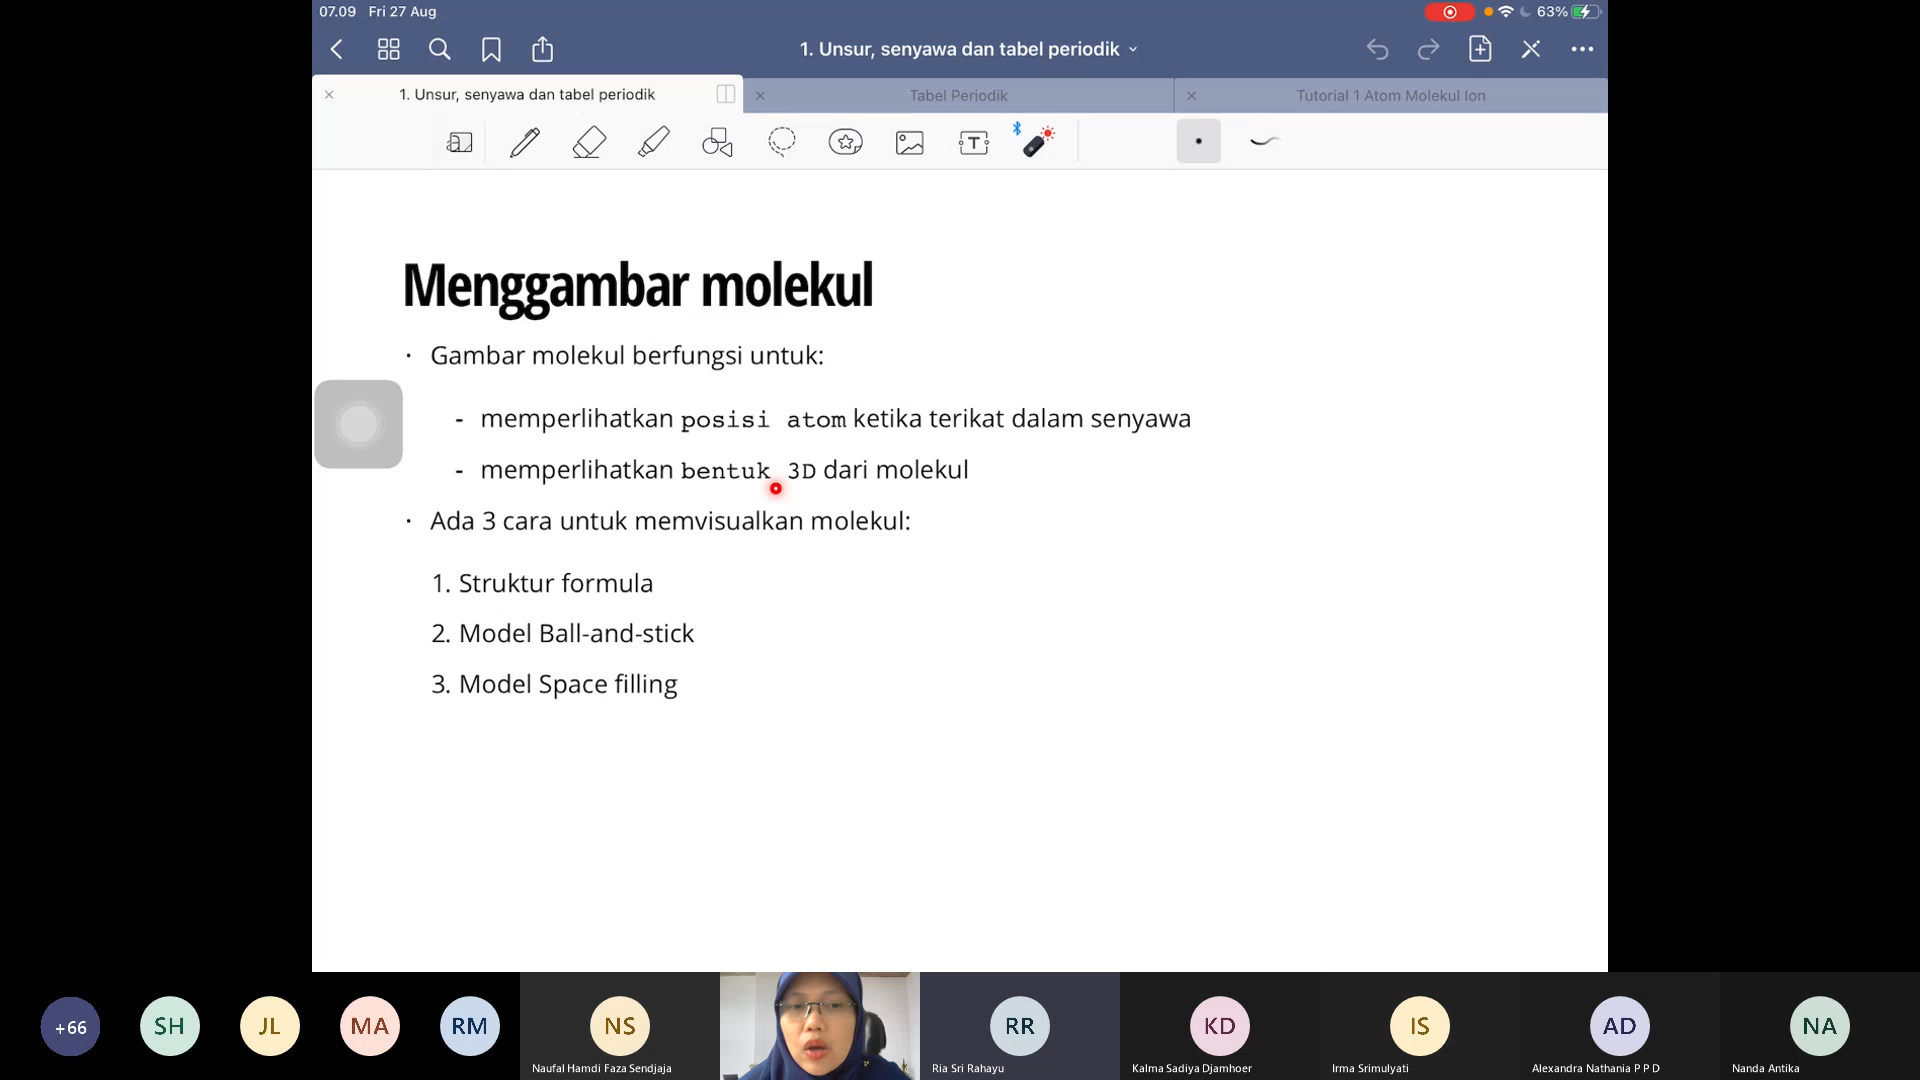 07.09 Fri 27 Aug
63%
1. Unsur, senyawa dan tabel periodik
1. Unsur, senyawa dan tabel periodik
Tabel Periodik
Tutorial 1 Atom Molekul Ion
Menggambar molekul
· Gambar molekul berfungsi untuk:
- memperlihatkan posisi atom ketika terikat dalam senyawa
- memperlihatkan bentuk 3D dari molekul
· Ada 3 cara untuk memvisualkan molekul:
1. Struktur formula
2. Model Ball-and-stick
3. Model Space filling
+66
SH
JL
MA
RM
NS
RR
KD
IS
AD
NA
Naufal Hamdi Faza Sendjaja
Ria Sri Rahayu
Kalma Sadiya Djamhoer
Irma Srimulyati
Alexandra Nathania P P D
Nanda Antika